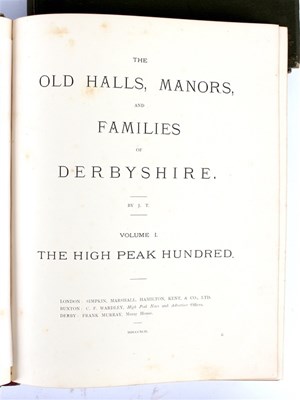 THE
OLD HALLS, MANORS,
AND
FAMILIES
OF
DERBYSHIRE.
BY J. T.
VOLUME I.
THE HIGH PEAK HUNDRED.
LONDON: SIMPKIN, MARSHALL, HAMILTON, KENT, & CO., LTD.
BUXTON: C. F. WARDLEY, High Peak News and Advertiser Offices.
DERBY: FRANK MURRAY, Moray House.